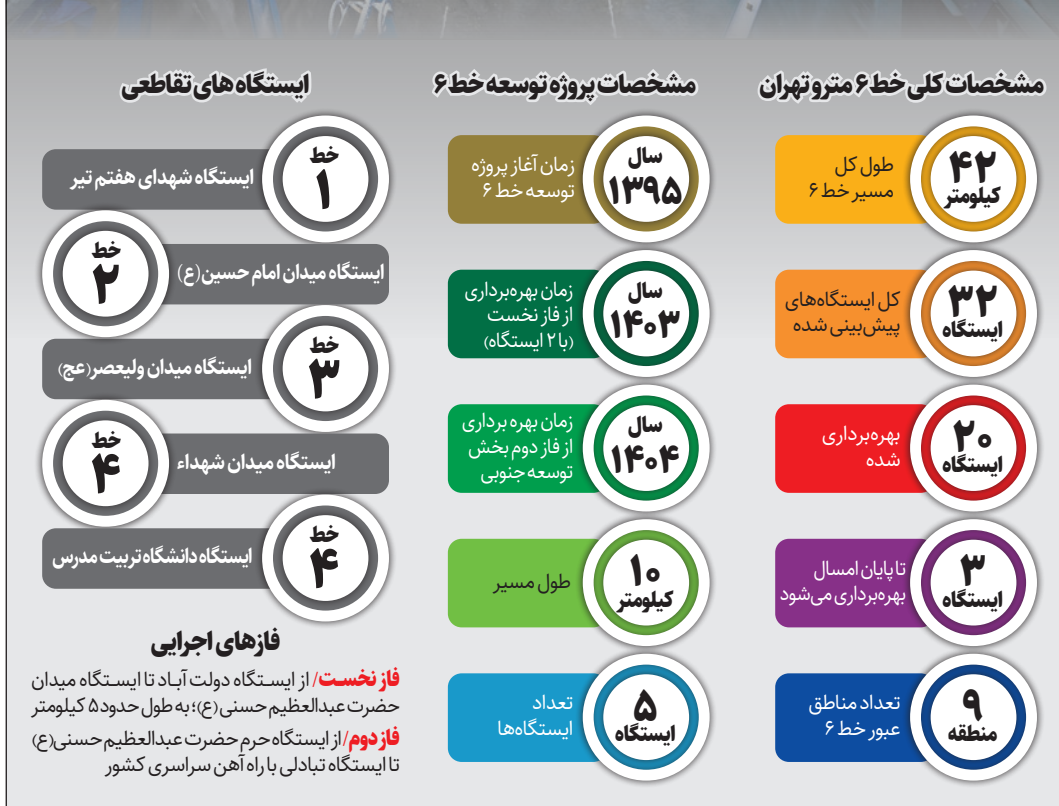 مشخصات کلی خط ۶ مترو تهران
۴۲
کیلومتر
طول کل
مسیر خط ۶
۳۲
ایستگاه
کل ایستگاه‌های
پیش‌بینی شده
۲۰
ایستگاه
بهره‌برداری
شده
۳
ایستگاه
تا پایان امسال
بهره‌برداری می‌شود
۹
منطقه
تعداد مناطق
عبور خط ۶
مشخصات پروژه توسعه خط ۶
سال
۱۳۹۵
زمان آغاز پروژه
توسعه خط ۶
سال
۱۴۰۳
زمان بهره‌برداری
از فاز نخست
(با ۲ ایستگاه)
سال
۱۴۰۴
زمان بهره برداری
از فاز دوم بخش
توسعه جنوبی
۱۰
کیلومتر
طول مسیر
۵
ایستگاه
تعداد
ایستگاه‌ها
ایستگاه های تقاطعی
خط
۱
ایستگاه شهدای هفتم تیر
خط
۲
ایستگاه میدان امام حسین(ع)
خط
۳
ایستگاه میدان ولیعصر(عج)
خط
۴
ایستگاه میدان شهداء
خط
۴
ایستگاه دانشگاه تربیت مدرس
فازهای اجرایی
فاز نخست/ از ایستگاه دولت آباد تا ایستگاه میدان
حضرت عبدالعظیم حسنی(ع)؛ به طول حدود ۵ کیلومتر
فاز دوم/ از ایستگاه حرم حضرت عبدالعظیم حسنی(ع)
تا ایستگاه تبادلی با راه آهن سراسری کشور